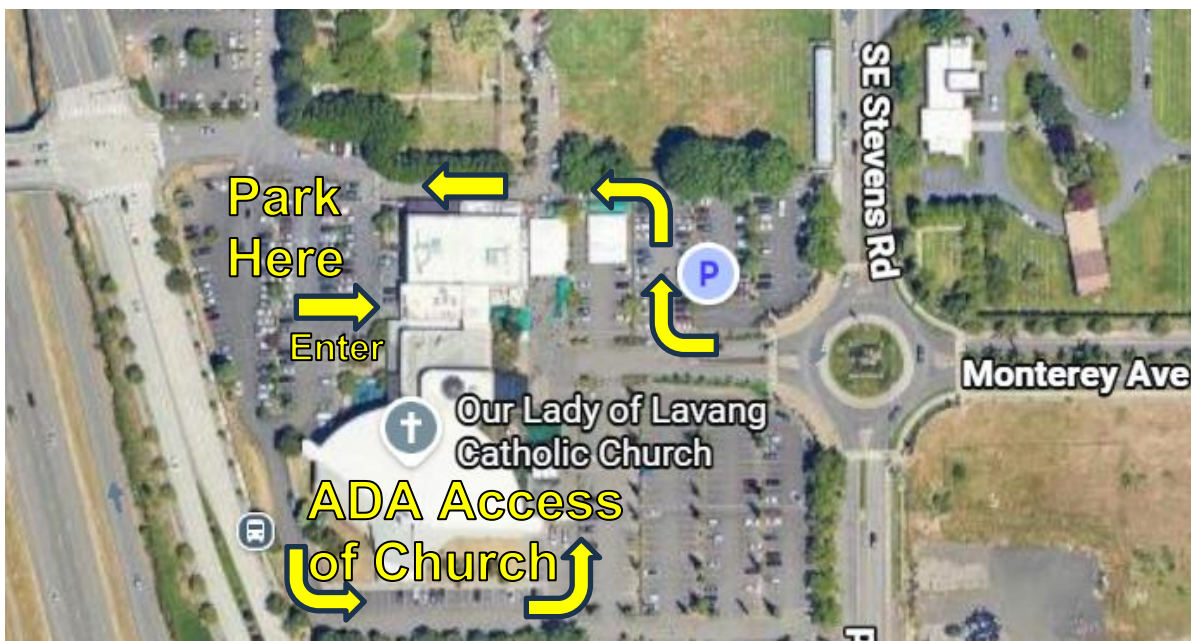 SE Stevens Rd
Park
Here
P
Enter
Monterey Ave
Our Lady of Lavang
Catholic Church
ADA Access
of Church